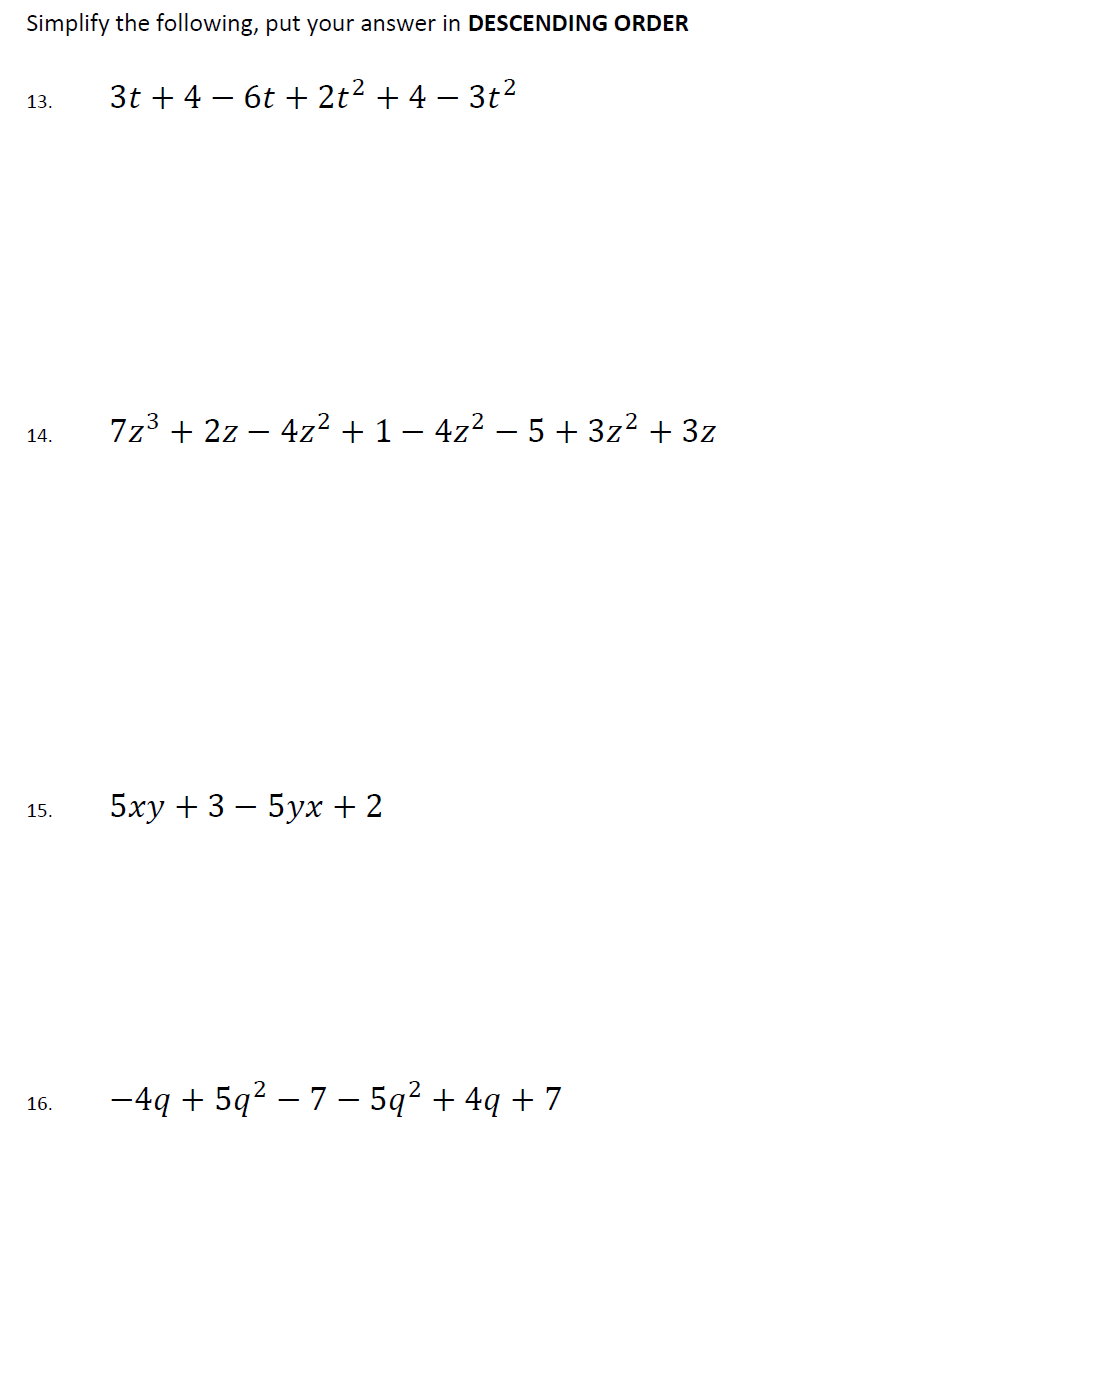 Simplify the following, put your answer in DESCENDING ORDER
13. 3t + 4 − 6t + 2t² + 4 − 3t²
14. 7z³ + 2z − 4z² + 1 − 4z² − 5 + 3z² + 3z
15. 5xy + 3 − 5yx + 2
16. −4q + 5q² − 7 − 5q² + 4q + 7